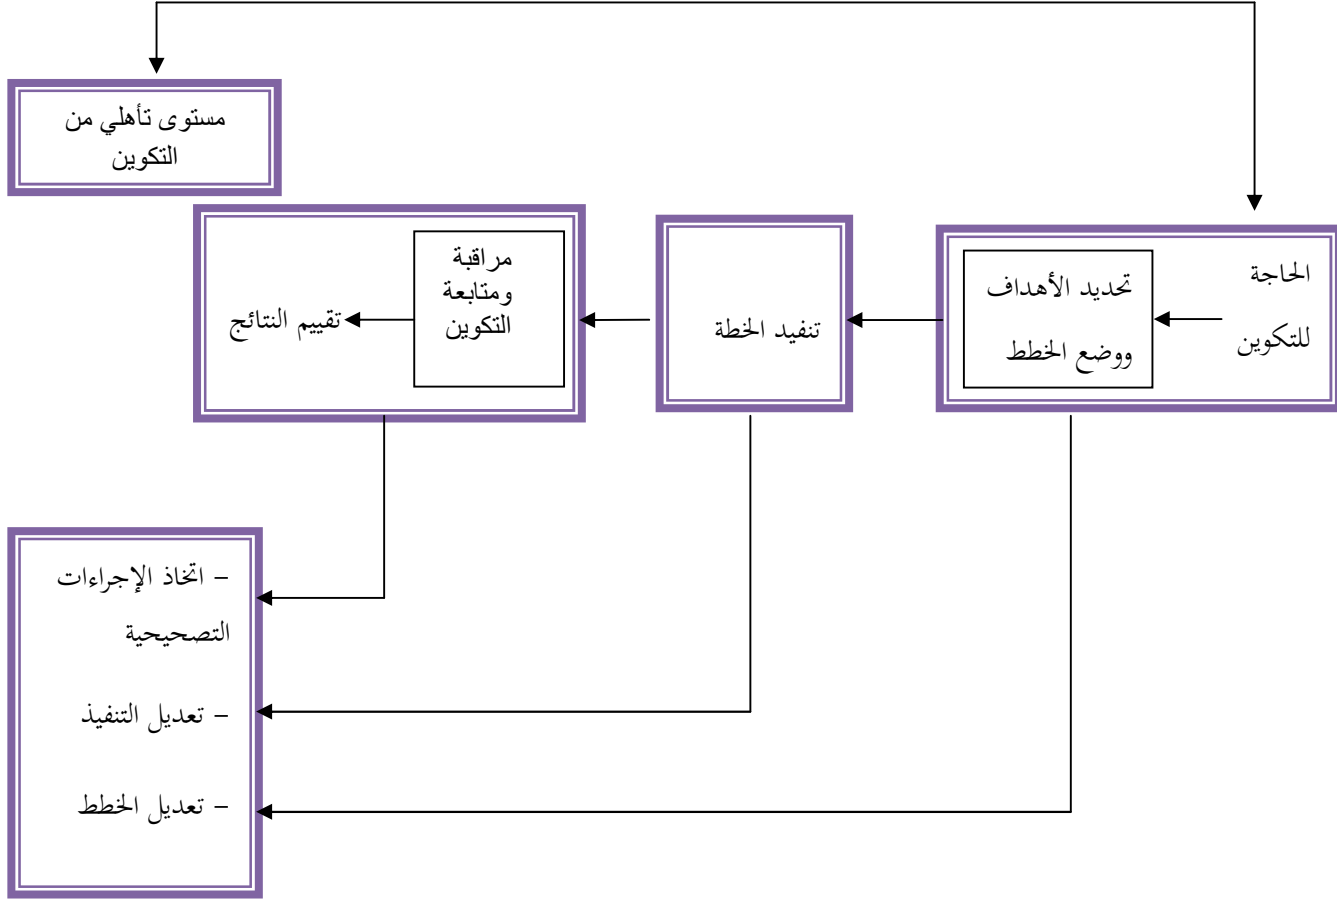 مستوى تأهلي من
التكوين
الحاجة
للتكوين
تحديد الأهداف
ووضع الخطط
تنفيد الخطة
مراقبة
ومتابعة
التكوين
تقييم النتائج
– اتخاذ الإجراءات
التصحيحية
– تعديل التنفيذ
– تعديل الخطط